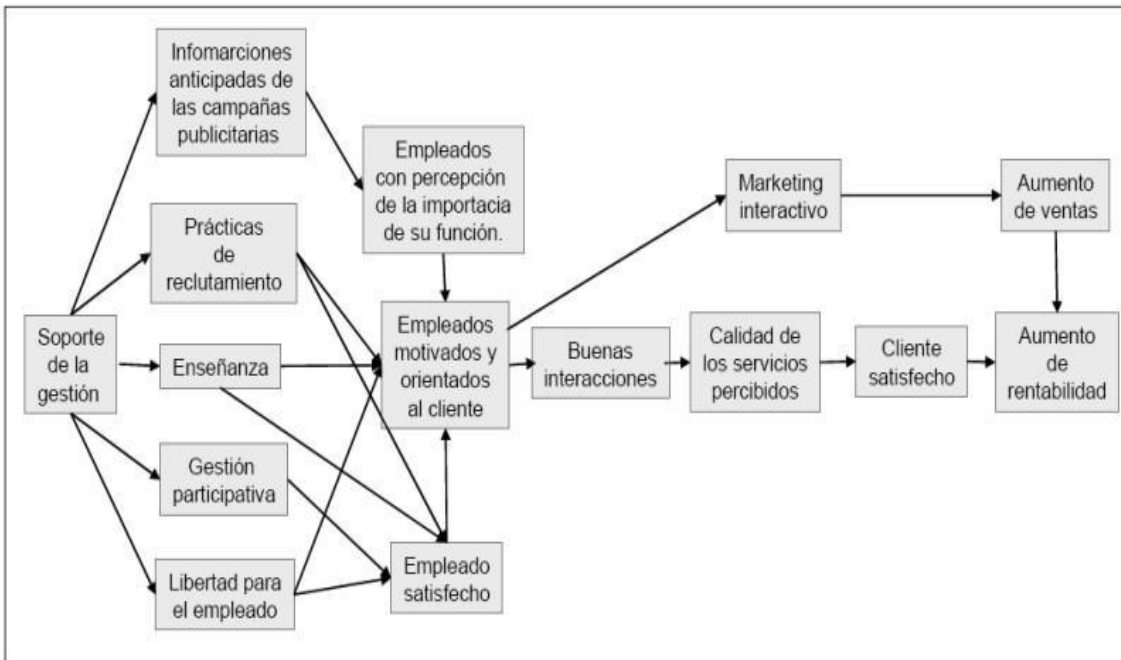 Infomarciones
anticipadas de
las campañas
publicitarias
Empleados
con percepción
de la importacia
de su función.
Marketing
interactivo
Aumento
de ventas
Prácticas
de
reclutamiento
Soporte
de la
gestión
Enseñanza
Empleados
motivados y
orientados
al cliente
Buenas
interacciones
Calidad de
los servicios
percibidos
Cliente
satisfecho
Aumento
de
rentabilidad
Gestión
participativa
Libertad para
el empleado
Empleado
satisfecho